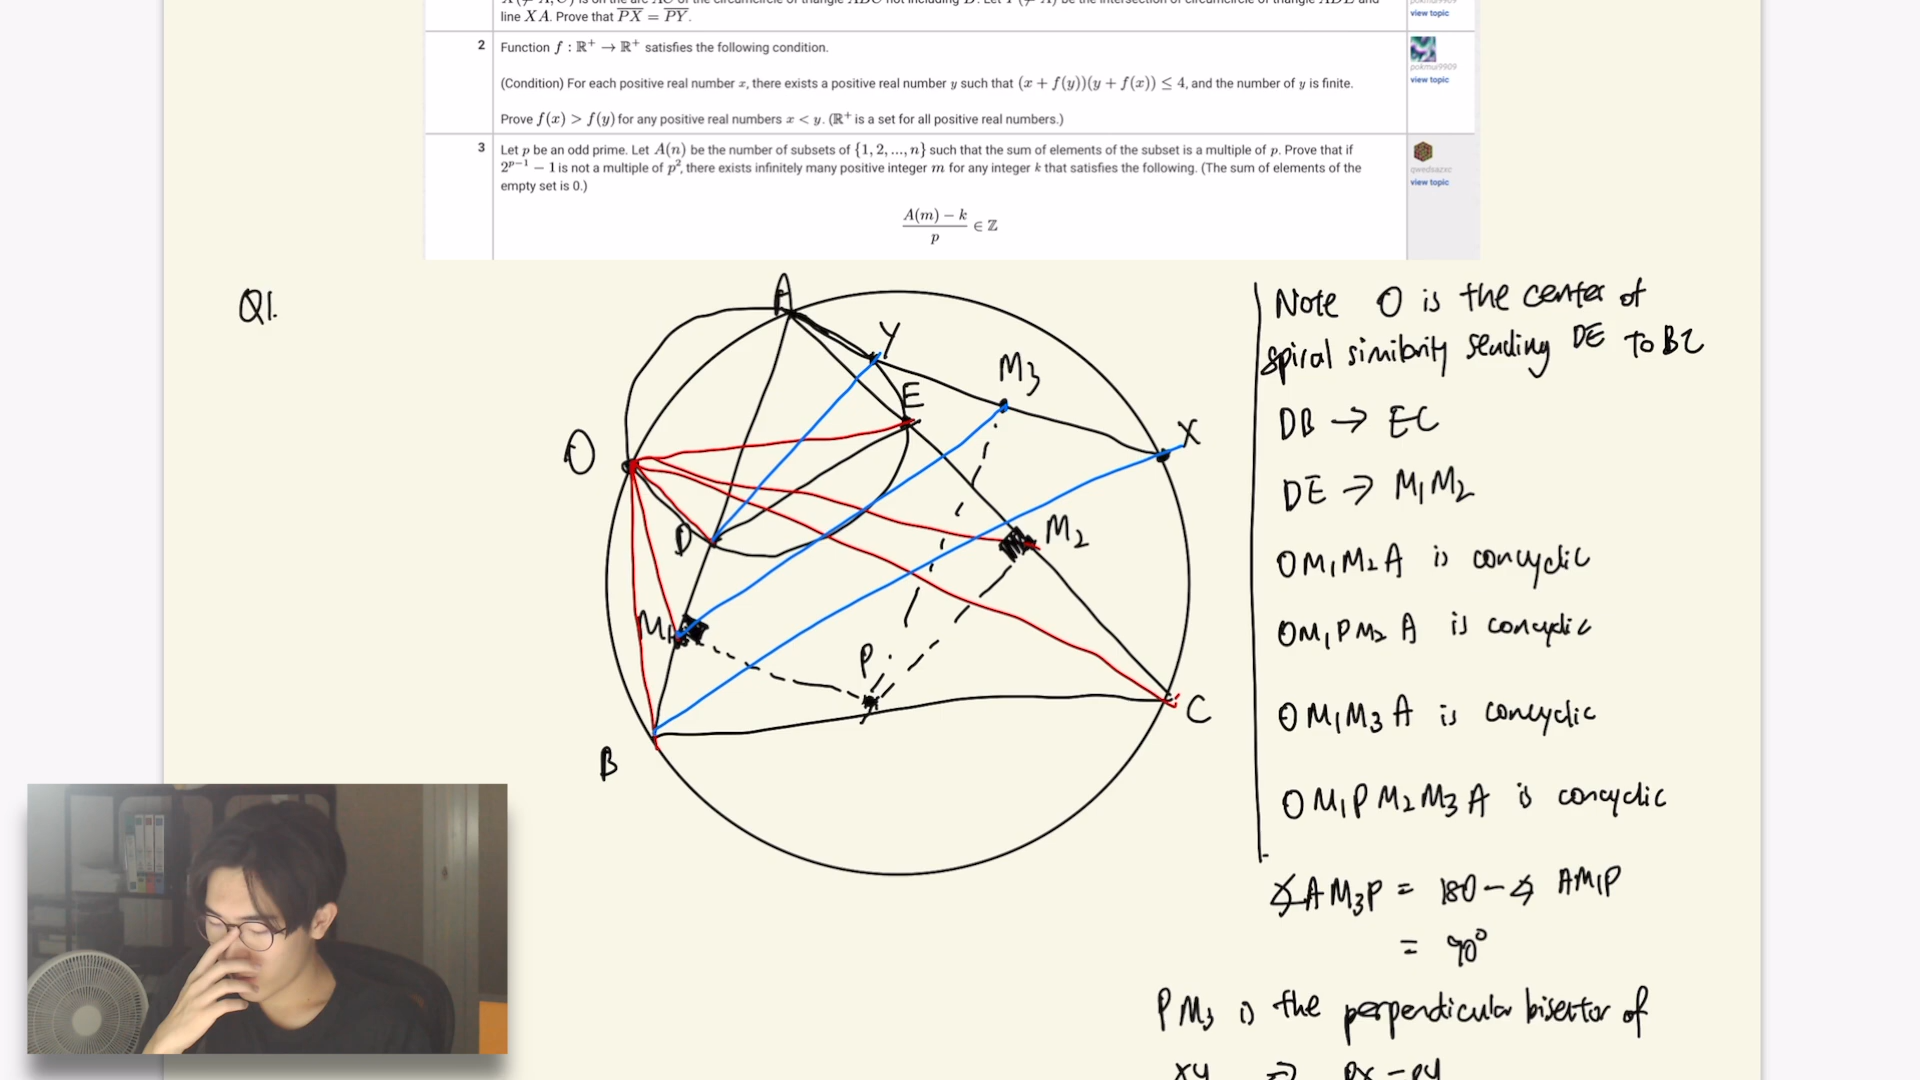 line XA. Prove that PX = PY.
pokmui9909
view topic
2
Function f : ℝ⁺ → ℝ⁺ satisfies the following condition.
(Condition) For each positive real number x, there exists a positive real number y such that (x + f(y))(y + f(x)) ≤ 4, and the number of y is finite.
Prove f(x) > f(y) for any positive real numbers x < y. (ℝ⁺ is a set for all positive real numbers.)
pokmui9909
view topic
3
Let p be an odd prime. Let A(n) be the number of subsets of {1, 2, ..., n} such that the sum of elements of the subset is a multiple of p. Prove that if
2^{p−1} − 1 is not a multiple of p², there exists infinitely many positive integer m for any integer k that satisfies the following. (The sum of elements of the
empty set is 0.)
(A(m) − k)/p ∈ ℤ
qwedsazxc
view topic
Q1.
A
Y
M3
E
X
O
D
M2
M1
P
B
C
Note O is the center of
spiral similarity sending DE to BC
DB → EC
DE → M1M2
OM1M2A is concyclic
OM1PM2A is concyclic
OM1M3A is concyclic
OM1PM2M3A is concyclic
∡AM3P = 180 − ∡AM1P
= 90°
PM3 is the perpendicular bisector of
XY ⇒ PX = PY